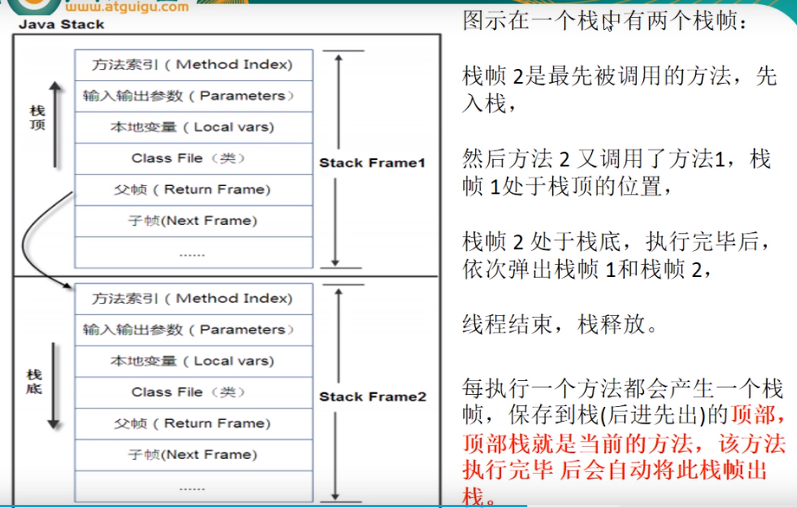 www.atguigu.com
Java Stack
方法索引 ( Method Index)
输入输出参数 ( Parameters )
本地变量 ( Local vars)
Class File（类）
父帧 ( Return Frame)
子帧(Next Frame)
......
栈顶
Stack Frame1
方法索引 ( Method Index)
输入输出参数 ( Parameters )
本地变量 ( Local vars)
Class File（类）
父帧 ( Return Frame)
子帧(Next Frame)
......
栈底
Stack Frame2
图示在一个栈中有两个栈帧：
栈帧 2是最先被调用的方法，先
入栈，
然后方法 2 又调用了方法1，栈
帧 1处于栈顶的位置，
栈帧 2 处于栈底，执行完毕后，
依次弹出栈帧 1和栈帧 2，
线程结束，栈释放。
每执行一个方法都会产生一个栈
帧，保存到栈(后进先出)的顶部，
顶部栈就是当前的方法，该方法
执行完毕 后会自动将此栈帧出
栈。